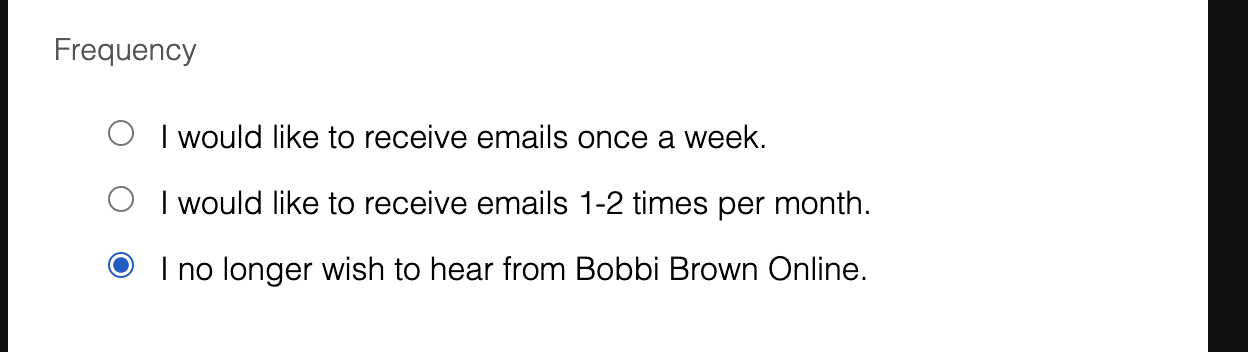 Frequency
I would like to receive emails once a week.
I would like to receive emails 1-2 times per month.
I no longer wish to hear from Bobbi Brown Online.